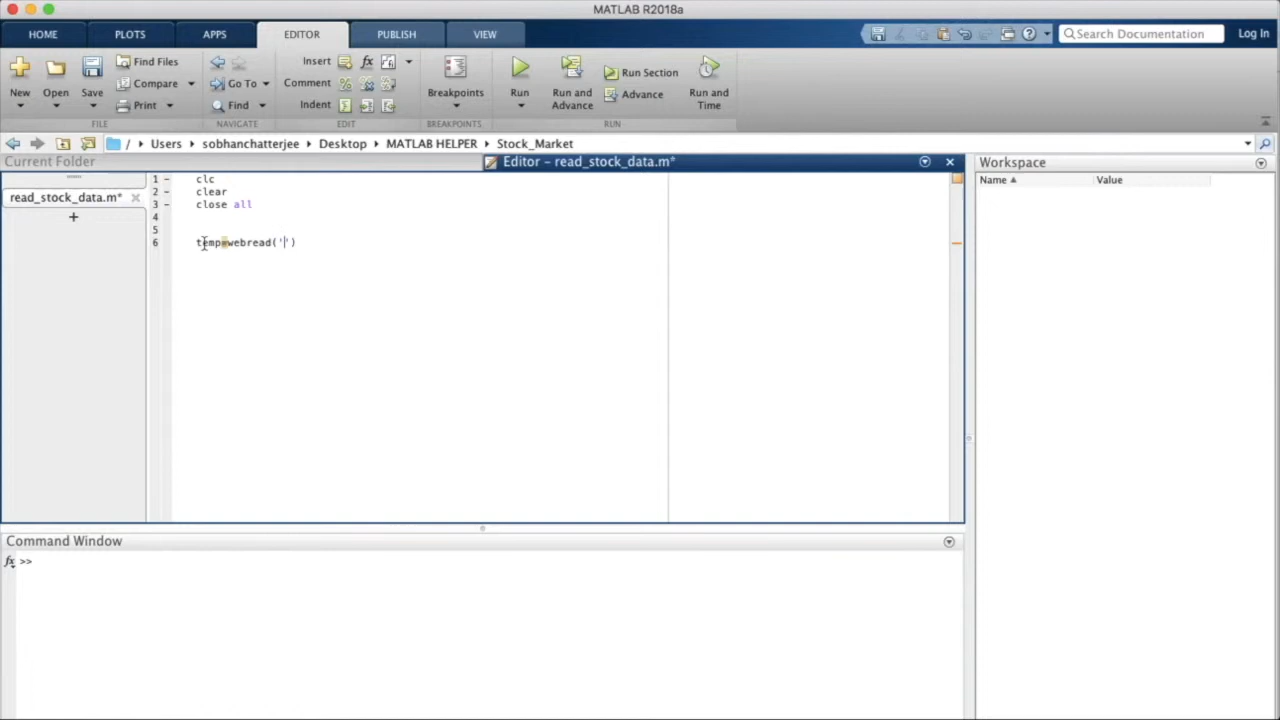 MATLAB R2018a
HOME PLOTS APPS EDITOR PUBLISH VIEW Search Documentation Log In
New Open Save Find Files Compare Print
Go To Find
Insert fx
Comment
Indent
Breakpoints Run Run and Advance Run Section Advance Run and Time
FILE NAVIGATE EDIT BREAKPOINTS RUN
/ Users sobhanchatterjee Desktop MATLAB HELPER Stock_Market
Current Folder Editor – read_stock_data.m* Workspace
read_stock_data.m*
+
Name Value
1 – clc
2 – clear
3 – close all
4
5
6 temp=webread('')
Command Window
fx >>